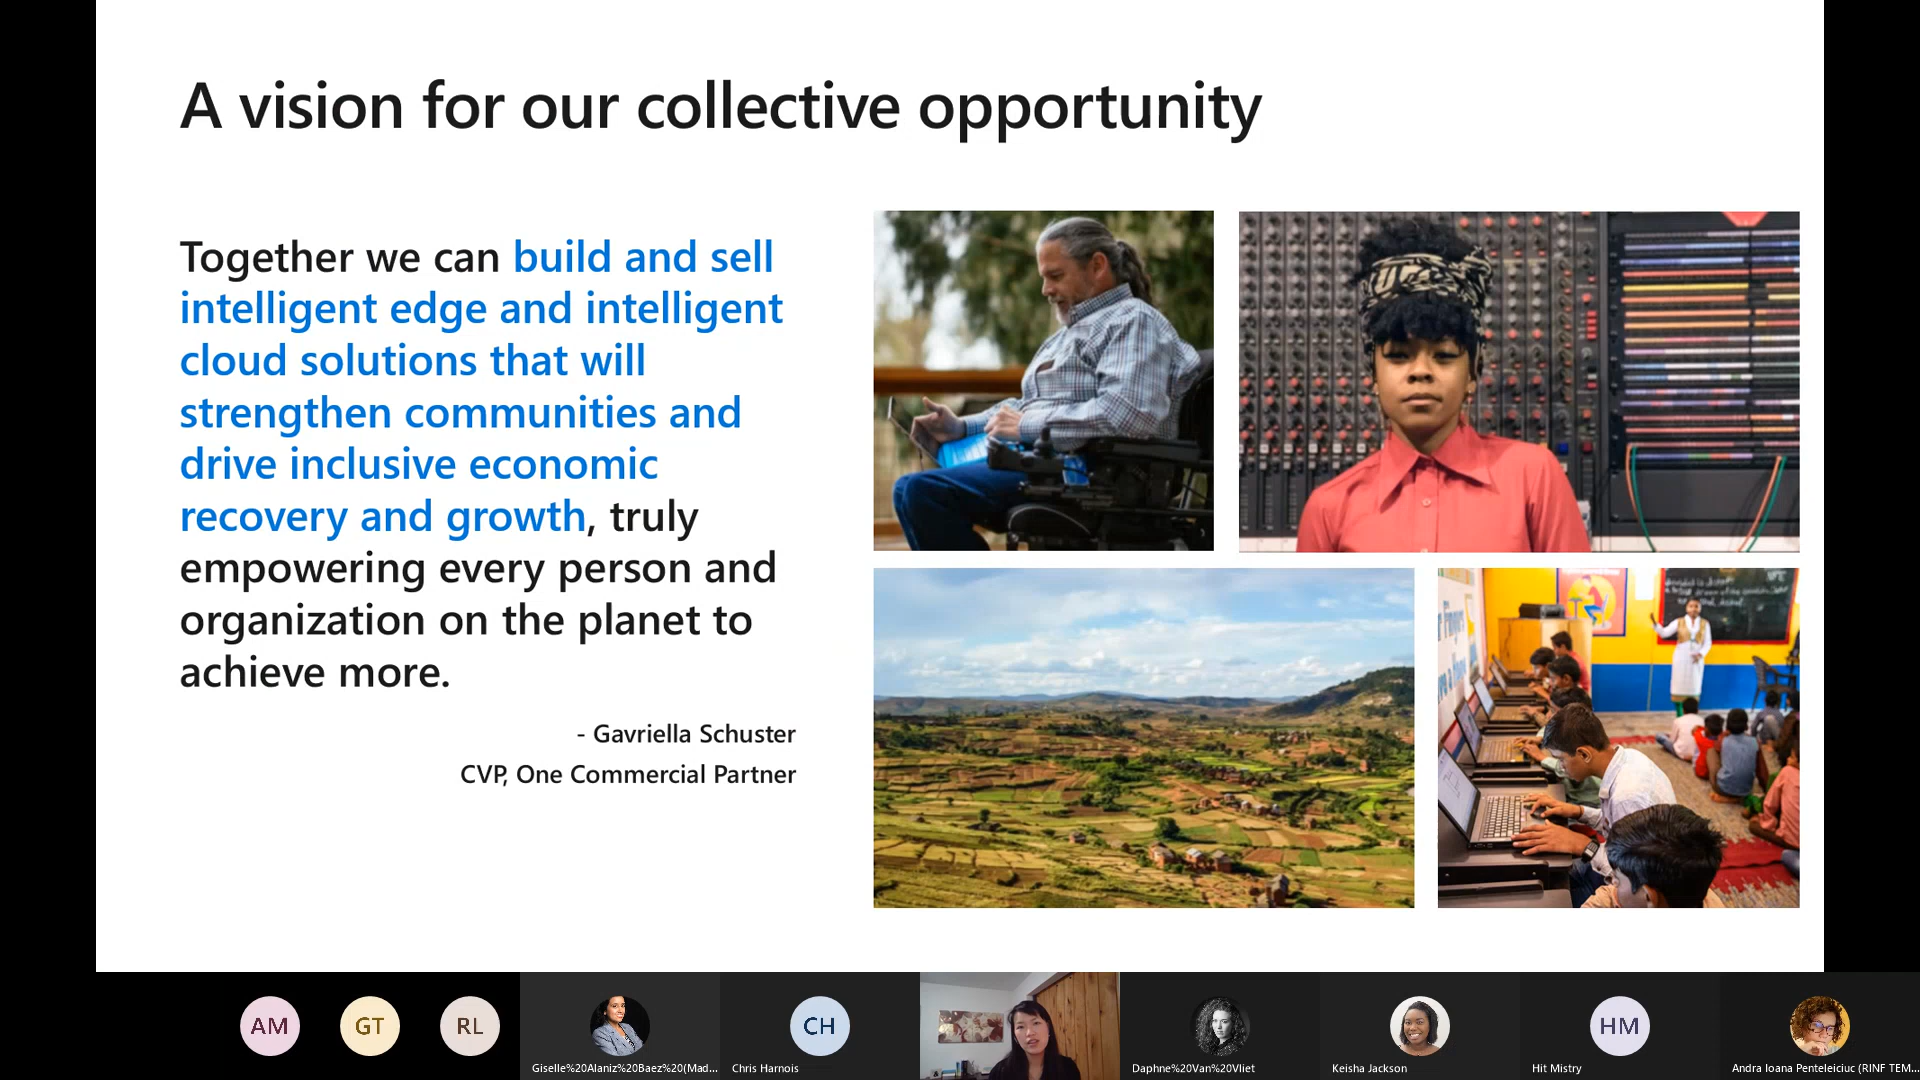 A vision for our collective opportunity
Together we can build and sell
intelligent edge and intelligent
cloud solutions that will
strengthen communities and
drive inclusive economic
recovery and growth, truly
empowering every person and
organization on the planet to
achieve more.
- Gavriella Schuster
CVP, One Commercial Partner
AM
GT
RL
Giselle%20Alaniz%20Baez%20(Mad...
CH
Chris Harnois
Daphne%20Van%20Vliet
Keisha Jackson
HM
Hit Mistry
Andra Ioana Penteleiciuc (RINF TEM...